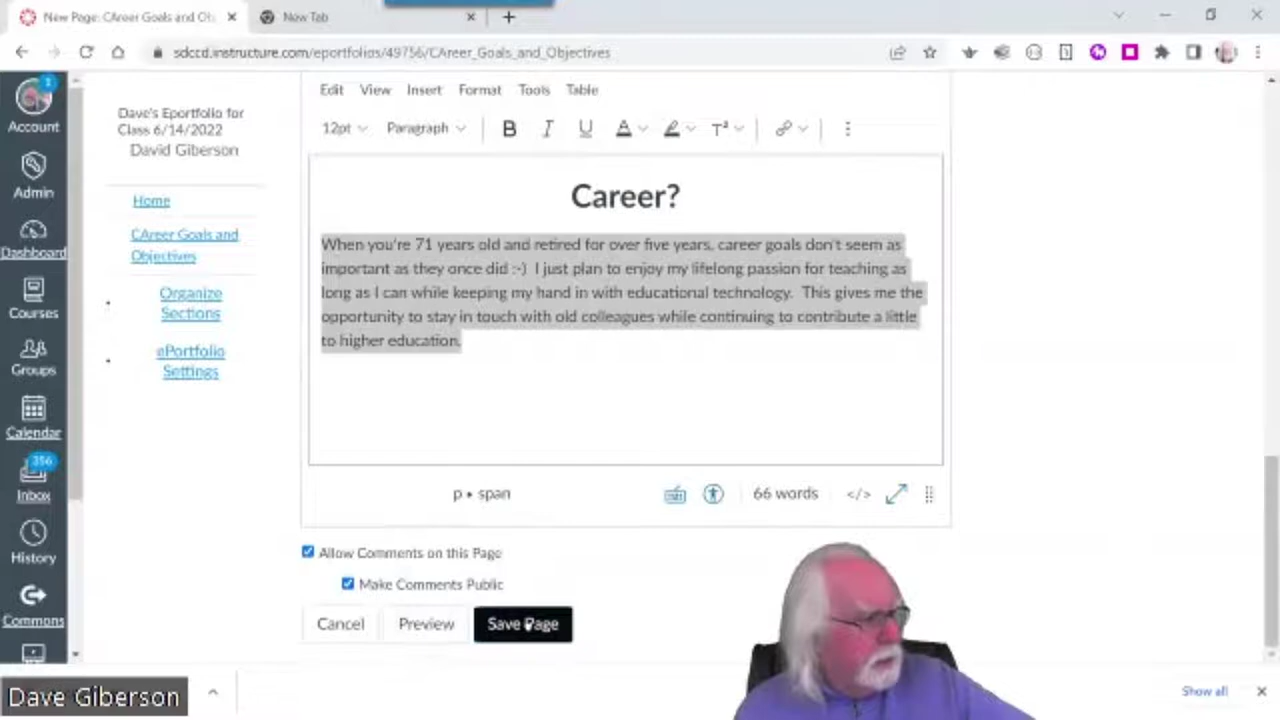 New Page: CAreer Goals and Obj
New Tab
sdccd.instructure.com/eportfolios/49756/CAreer_Goals_and_Objectives
1
Account
Admin
Dashboard
Courses
Groups
Calendar
356
Inbox
History
Commons
Dave's Eportfolio for
Class 6/14/2022
David Giberson
Home
CAreer Goals and
Objectives
Organize
Sections
ePortfolio
Settings
Edit View Insert Format Tools Table
12pt Paragraph B I U A T²
Career?
When you're 71 years old and retired for over five years, career goals don't seem as
important as they once did :-)  I just plan to enjoy my lifelong passion for teaching as
long as I can while keeping my hand in with educational technology.  This gives me the
opportunity to stay in touch with old colleagues while continuing to contribute a little
to higher education.
p • span
66 words
</>
Allow Comments on this Page
Make Comments Public
Cancel Preview Save Page
Dave Giberson
Show all